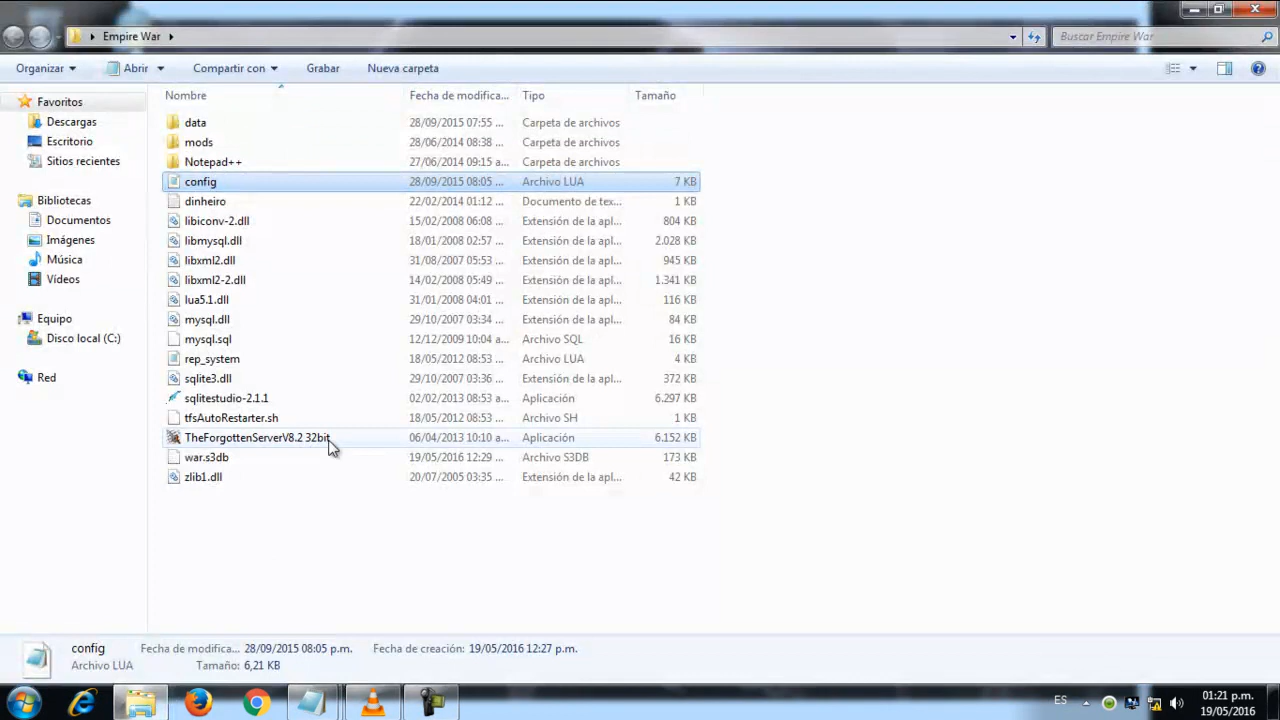 Empire War
Buscar Empire War
Organizar Abrir Compartir con Grabar Nueva carpeta
Favoritos
Descargas
Escritorio
Sitios recientes
Bibliotecas
Documentos
Imágenes
Música
Vídeos
Equipo
Disco local (C:)
Red
Nombre Fecha de modifica... Tipo Tamaño
data 28/09/2015 07:55 ... Carpeta de archivos
mods 28/06/2014 08:38 ... Carpeta de archivos
Notepad++ 27/06/2014 09:15 a... Carpeta de archivos
config 28/09/2015 08:05 ... Archivo LUA 7 KB
dinheiro 22/02/2014 01:12 ... Documento de tex... 1 KB
libiconv-2.dll 15/02/2008 06:08 ... Extensión de la apl... 804 KB
libmysql.dll 18/01/2008 02:57 ... Extensión de la apl... 2.028 KB
libxml2.dll 31/08/2007 05:53 ... Extensión de la apl... 945 KB
libxml2-2.dll 14/02/2008 05:49 ... Extensión de la apl... 1.341 KB
lua5.1.dll 31/01/2008 04:01 ... Extensión de la apl... 116 KB
mysql.dll 29/10/2007 03:34 ... Extensión de la apl... 84 KB
mysql.sql 12/12/2009 10:04 a... Archivo SQL 16 KB
rep_system 18/05/2012 08:53 ... Archivo LUA 4 KB
sqlite3.dll 29/10/2007 03:36 ... Extensión de la apl... 372 KB
sqlitestudio-2.1.1 02/02/2013 08:53 a... Aplicación 6.297 KB
tfsAutoRestarter.sh 18/05/2012 08:53 ... Archivo SH 1 KB
TheForgottenServerV8.2 32bit 06/04/2013 10:10 a... Aplicación 6.152 KB
war.s3db 19/05/2016 12:29 ... Archivo S3DB 173 KB
zlib1.dll 20/07/2005 03:35 ... Extensión de la apl... 42 KB
config Fecha de modifica... 28/09/2015 08:05 p.m. Fecha de creación: 19/05/2016 12:27 p.m.
Archivo LUA Tamaño: 6,21 KB
ES
01:21 p.m.
19/05/2016